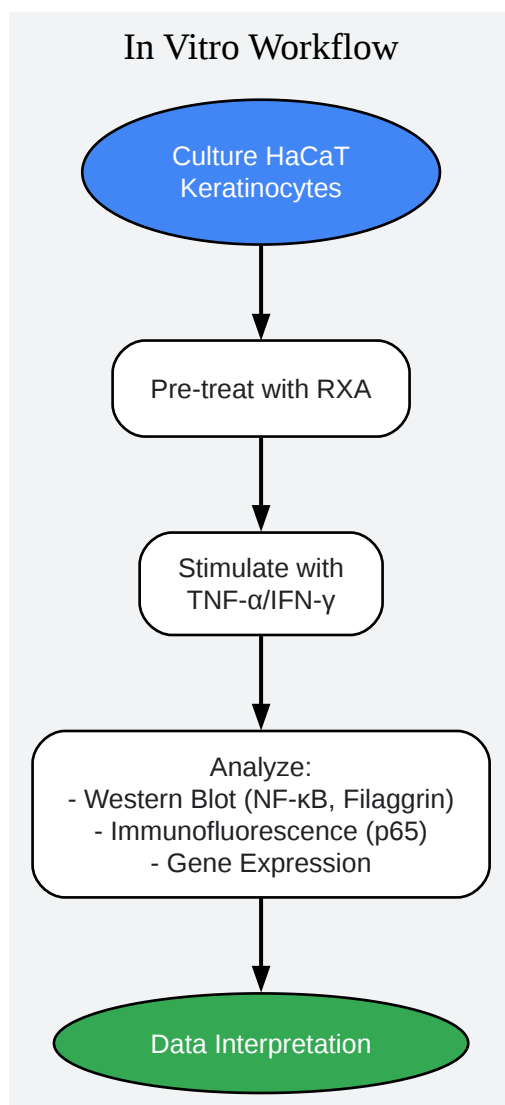 In Vitro Workflow
Culture HaCaT
Keratinocytes
Pre-treat with RXA
Stimulate with
TNF-α/IFN-γ
Analyze:
- Western Blot (NF-κB, Filaggrin)
- Immunofluorescence (p65)
- Gene Expression
Data Interpretation